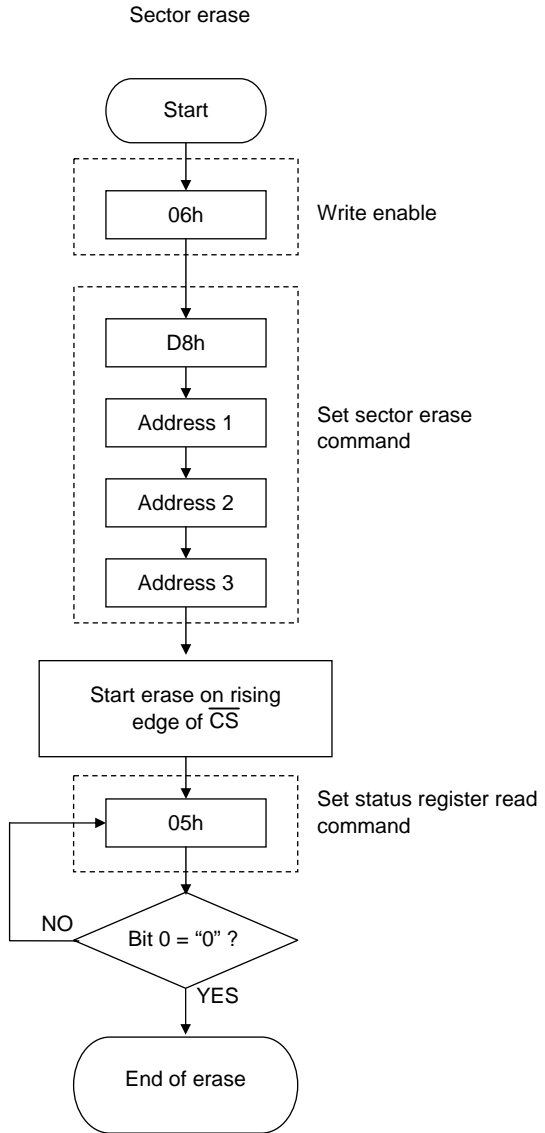 Sector erase
Start
06h
Write enable
D8h
Address 1
Set sector erase
command
Address 2
Address 3
Start erase on rising
edge of C̅S̅
Set status register read
command
05h
NO
Bit 0 = “0” ?
YES
End of erase